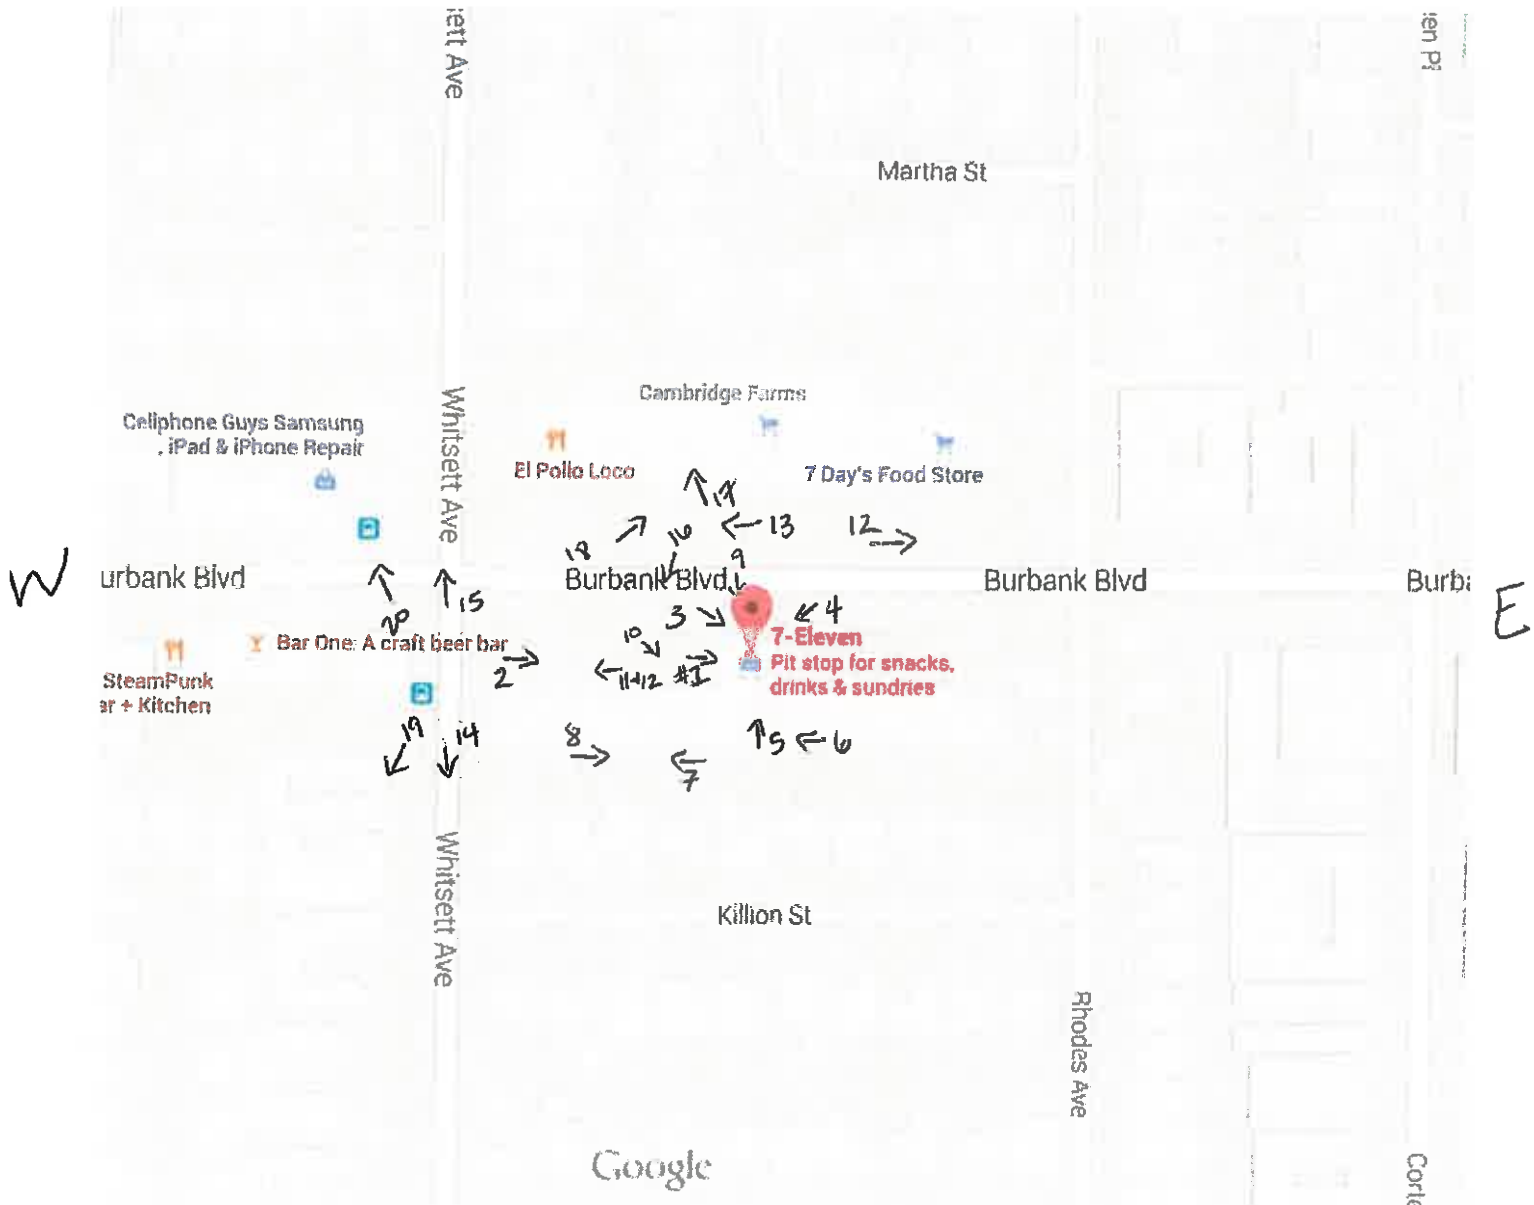 sett Ave
en Pl
Martha St
Cambridge Farms
Cellphone Guys Samsung
, iPad & iPhone Repair
Whitsett Ave
El Pollo Loco
7 Day's Food Store
17
16
13
12
18
9
W
urbank Blvd
Burbank Blvd
Burbank Blvd
Burba
E
15
20
3
4
Bar One: A craft beer bar
10
7-Eleven
Pit stop for snacks,
drinks & sundries
2
11+12
#1
SteamPunk
ar + Kitchen
19
14
8
7
5
6
Whitsett Ave
Killion St
Rhodes Ave
Google
Corte